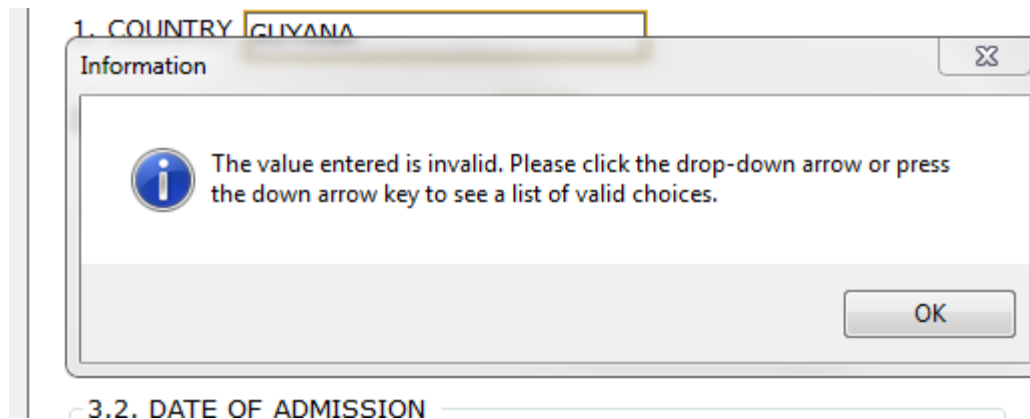 1. COUNTRY GUYANA
Information
The value entered is invalid. Please click the drop-down arrow or press
the down arrow key to see a list of valid choices.
OK
3.2. DATE OF ADMISSION